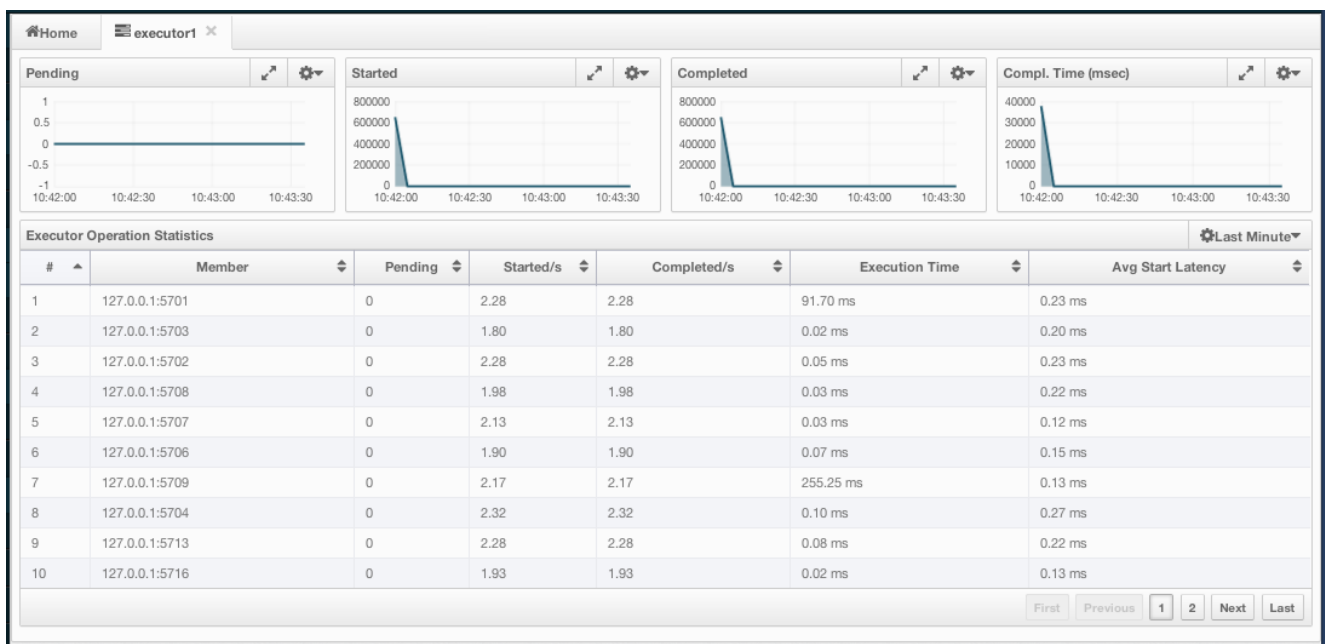 Home executor1
Pending Started Completed Compl. Time (msec)
1
0.5
0
-0.5
-1
10:42:00 10:42:30 10:43:00 10:43:30
800000
600000
400000
200000
0
10:42:00 10:42:30 10:43:00 10:43:30
800000
600000
400000
200000
0
10:42:00 10:42:30 10:43:00 10:43:30
40000
30000
20000
10000
0
10:42:00 10:42:30 10:43:00 10:43:30
Executor Operation Statistics Last Minute
# Member Pending Started/s Completed/s Execution Time Avg Start Latency
1 127.0.0.1:5701 0 2.28 2.28 91.70 ms 0.23 ms
2 127.0.0.1:5703 0 1.80 1.80 0.02 ms 0.20 ms
3 127.0.0.1:5702 0 2.28 2.28 0.05 ms 0.23 ms
4 127.0.0.1:5708 0 1.98 1.98 0.03 ms 0.22 ms
5 127.0.0.1:5707 0 2.13 2.13 0.03 ms 0.12 ms
6 127.0.0.1:5706 0 1.90 1.90 0.07 ms 0.15 ms
7 127.0.0.1:5709 0 2.17 2.17 255.25 ms 0.13 ms
8 127.0.0.1:5704 0 2.32 2.32 0.10 ms 0.27 ms
9 127.0.0.1:5713 0 2.28 2.28 0.08 ms 0.22 ms
10 127.0.0.1:5716 0 1.93 1.93 0.02 ms 0.13 ms
First Previous 1 2 Next Last